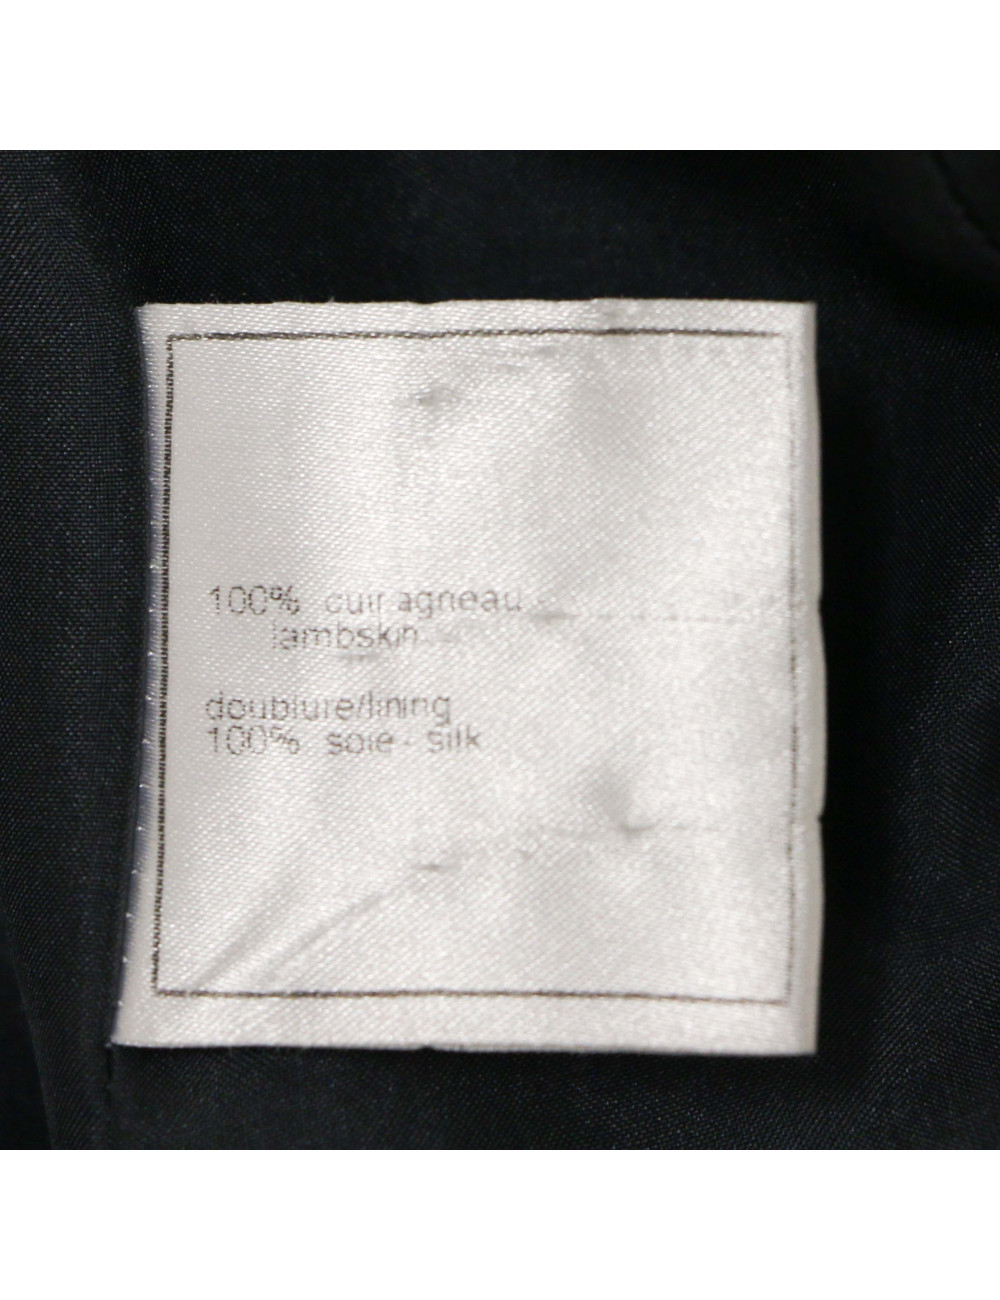 100% cuir agneau
lambskin
doublure/lining
100% soie - silk